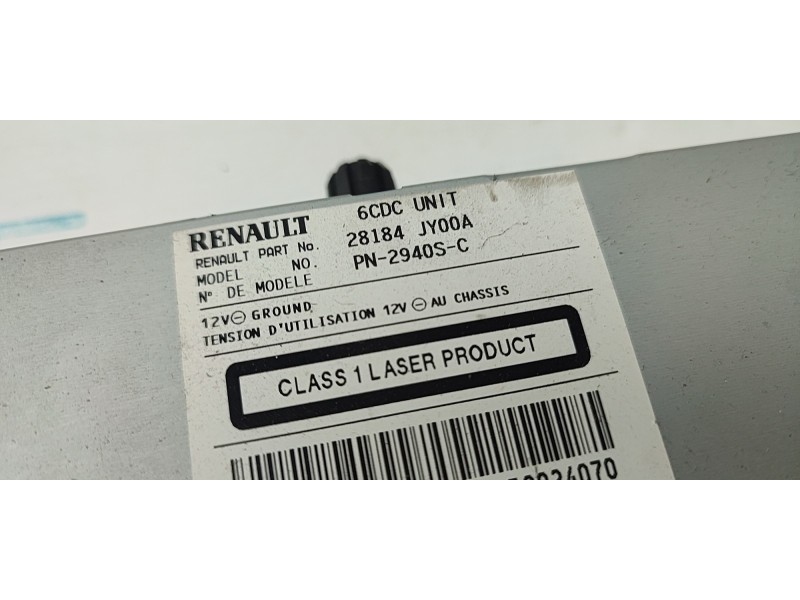 RENAULT 6CDC UNIT
RENAULT PART No. 28184 JY00A
MODEL NO. PN-2940S-C
N° DE MODELE
12V⊖ GROUND
TENSION D'UTILISATION 12V ⊖ AU CHASSIS
CLASS 1 LASER PRODUCT